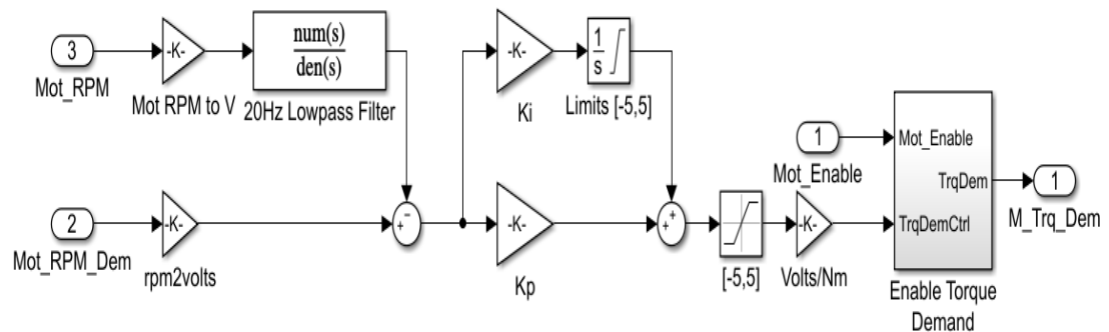 3
Mot_RPM
-K-
Mot RPM to V
num(s)
den(s)
20Hz Lowpass Filter
-K-
Ki
1
s
Limits [-5,5]
2
Mot_RPM_Dem
-K-
rpm2volts
−
+
-K-
Kp
+
+
[-5,5]
1
Mot_Enable
-K-
Volts/Nm
Mot_Enable
TrqDem
TrqDemCtrl
Enable Torque
Demand
1
M_Trq_Dem